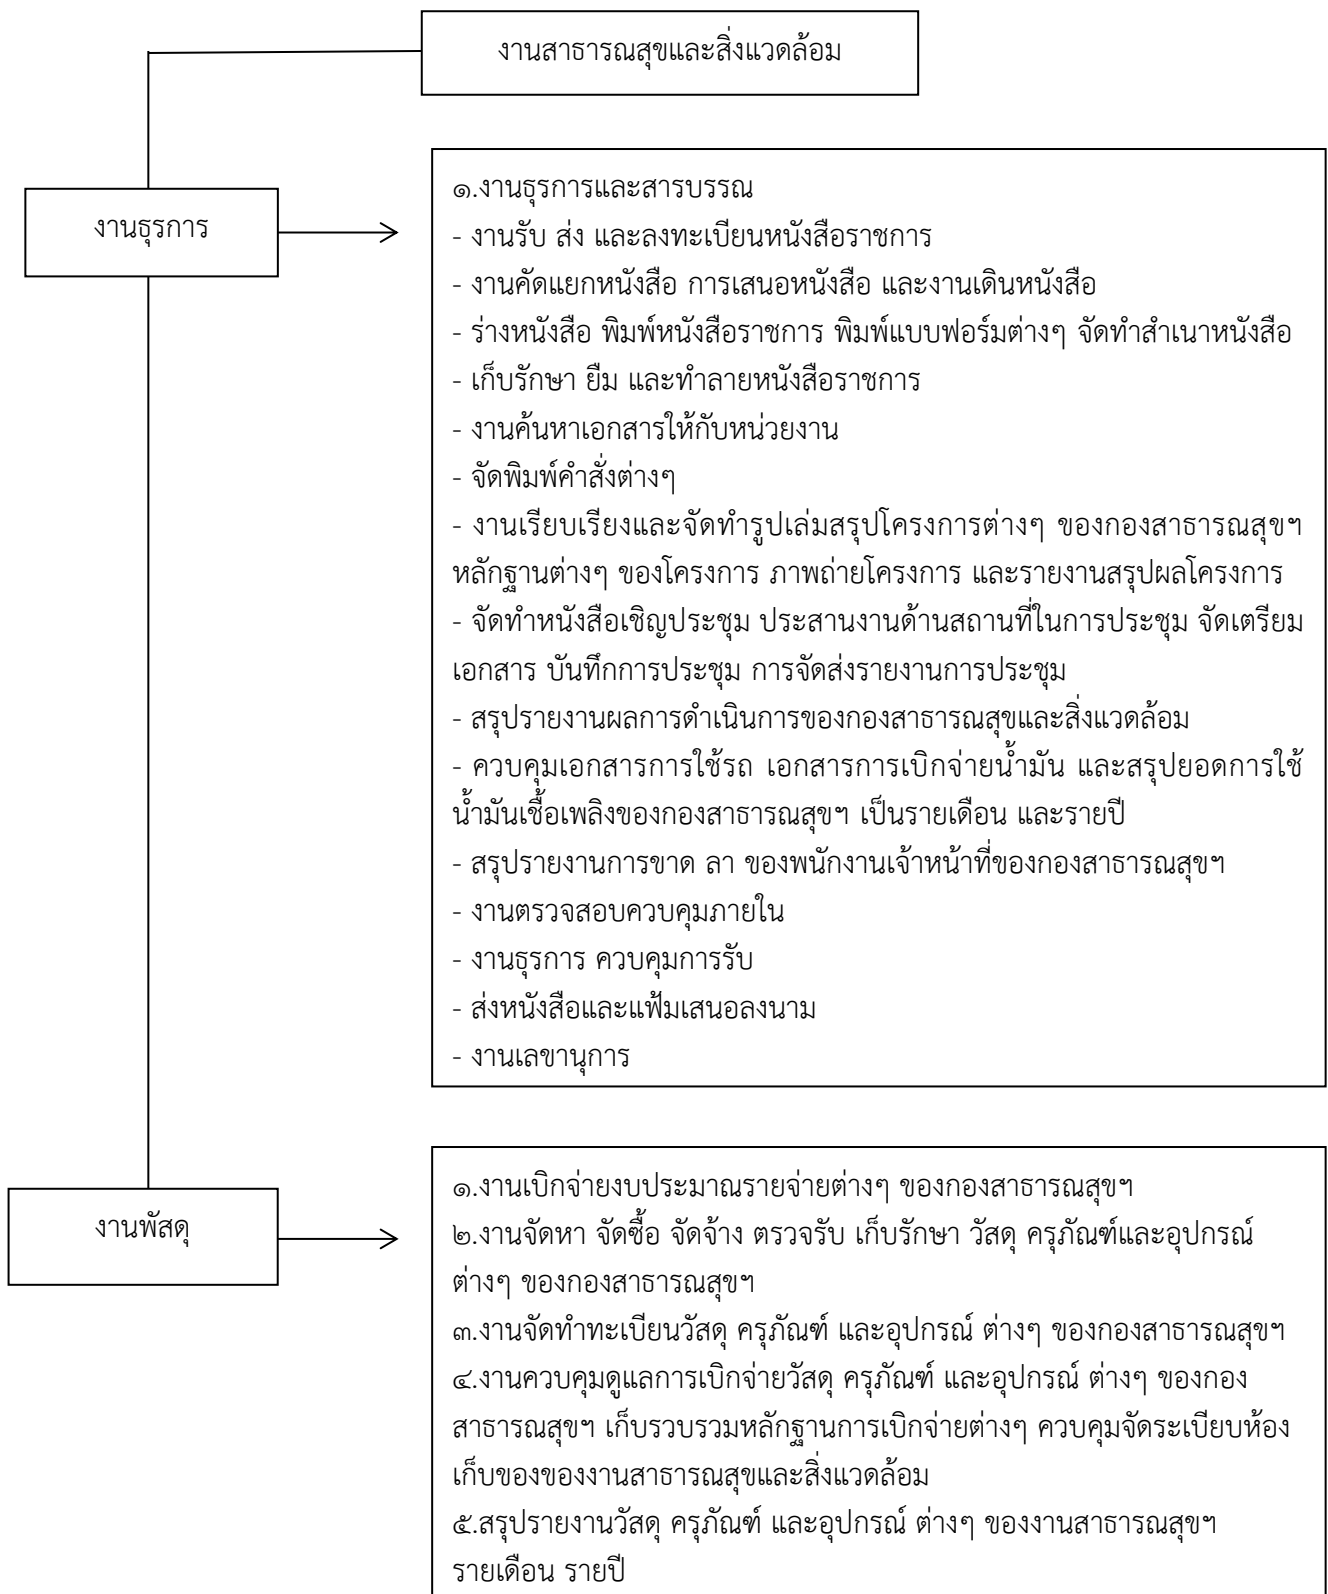 งานสาธารณสุขและสิ่งแวดล้อม
งานธุรการ
๑.งานธุรการและสารบรรณ
- งานรับ ส่ง และลงทะเบียนหนังสือราชการ
- งานคัดแยกหนังสือ การเสนอหนังสือ และงานเดินหนังสือ
- ร่างหนังสือ พิมพ์หนังสือราชการ พิมพ์แบบฟอร์มต่างๆ จัดทำสำเนาหนังสือ
- เก็บรักษา ยืม และทำลายหนังสือราชการ
- งานค้นหาเอกสารให้กับหน่วยงาน
- จัดพิมพ์คำสั่งต่างๆ
- งานเรียบเรียงและจัดทำรูปเล่มสรุปโครงการต่างๆ ของกองสาธารณสุขฯ
หลักฐานต่างๆ ของโครงการ ภาพถ่ายโครงการ และรายงานสรุปผลโครงการ
- จัดทำหนังสือเชิญประชุม ประสานงานด้านสถานที่ในการประชุม จัดเตรียม
เอกสาร บันทึกการประชุม การจัดส่งรายงานการประชุม
- สรุปรายงานผลการดำเนินการของกองสาธารณสุขและสิ่งแวดล้อม
- ควบคุมเอกสารการใช้รถ เอกสารการเบิกจ่ายน้ำมัน และสรุปยอดการใช้
น้ำมันเชื้อเพลิงของกองสาธารณสุขฯ เป็นรายเดือน และรายปี
- สรุปรายงานการขาด ลา ของพนักงานเจ้าหน้าที่ของกองสาธารณสุขฯ
- งานตรวจสอบควบคุมภายใน
- งานธุรการ ควบคุมการรับ
- ส่งหนังสือและแฟ้มเสนอลงนาม
- งานเลขานุการ
งานพัสดุ
๑.งานเบิกจ่ายงบประมาณรายจ่ายต่างๆ ของกองสาธารณสุขฯ
๒.งานจัดหา จัดซื้อ จัดจ้าง ตรวจรับ เก็บรักษา วัสดุ ครุภัณฑ์และอุปกรณ์
ต่างๆ ของกองสาธารณสุขฯ
๓.งานจัดทำทะเบียนวัสดุ ครุภัณฑ์ และอุปกรณ์ ต่างๆ ของกองสาธารณสุขฯ
๔.งานควบคุมดูแลการเบิกจ่ายวัสดุ ครุภัณฑ์ และอุปกรณ์ ต่างๆ ของกอง
สาธารณสุขฯ เก็บรวบรวมหลักฐานการเบิกจ่ายต่างๆ ควบคุมจัดระเบียบห้อง
เก็บของของงานสาธารณสุขและสิ่งแวดล้อม
๕.สรุปรายงานวัสดุ ครุภัณฑ์ และอุปกรณ์ ต่างๆ ของงานสาธารณสุขฯ
รายเดือน รายปี